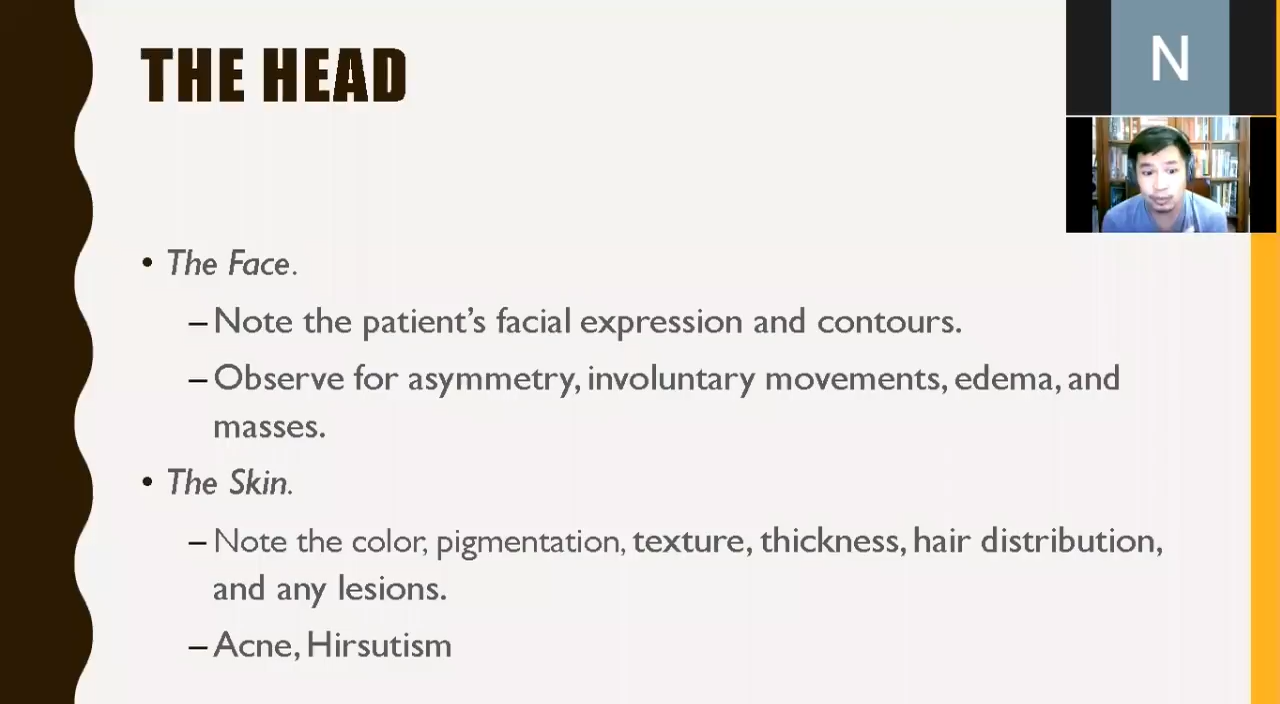 THE HEAD
N
• The Face.
– Note the patient's facial expression and contours.
– Observe for asymmetry, involuntary movements, edema, and
masses.
• The Skin.
– Note the color, pigmentation, texture, thickness, hair distribution,
and any lesions.
– Acne, Hirsutism